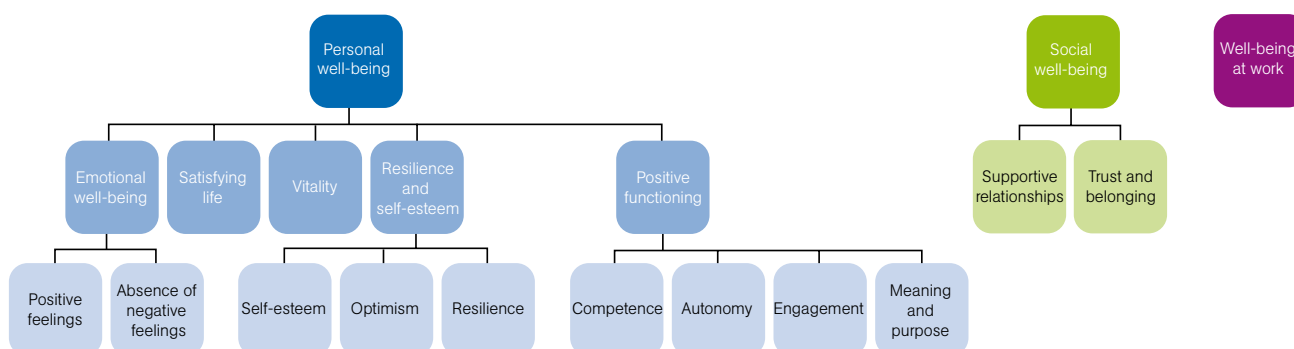 Personal
well-being
Social
well-being
Well-being
at work
Emotional
well-being
Satisfying
life
Vitality
Resilience
and
self-esteem
Positive
functioning
Supportive
relationships
Trust and
belonging
Positive
feelings
Absence of
negative
feelings
Self-esteem
Optimism
Resilience
Competence
Autonomy
Engagement
Meaning
and
purpose